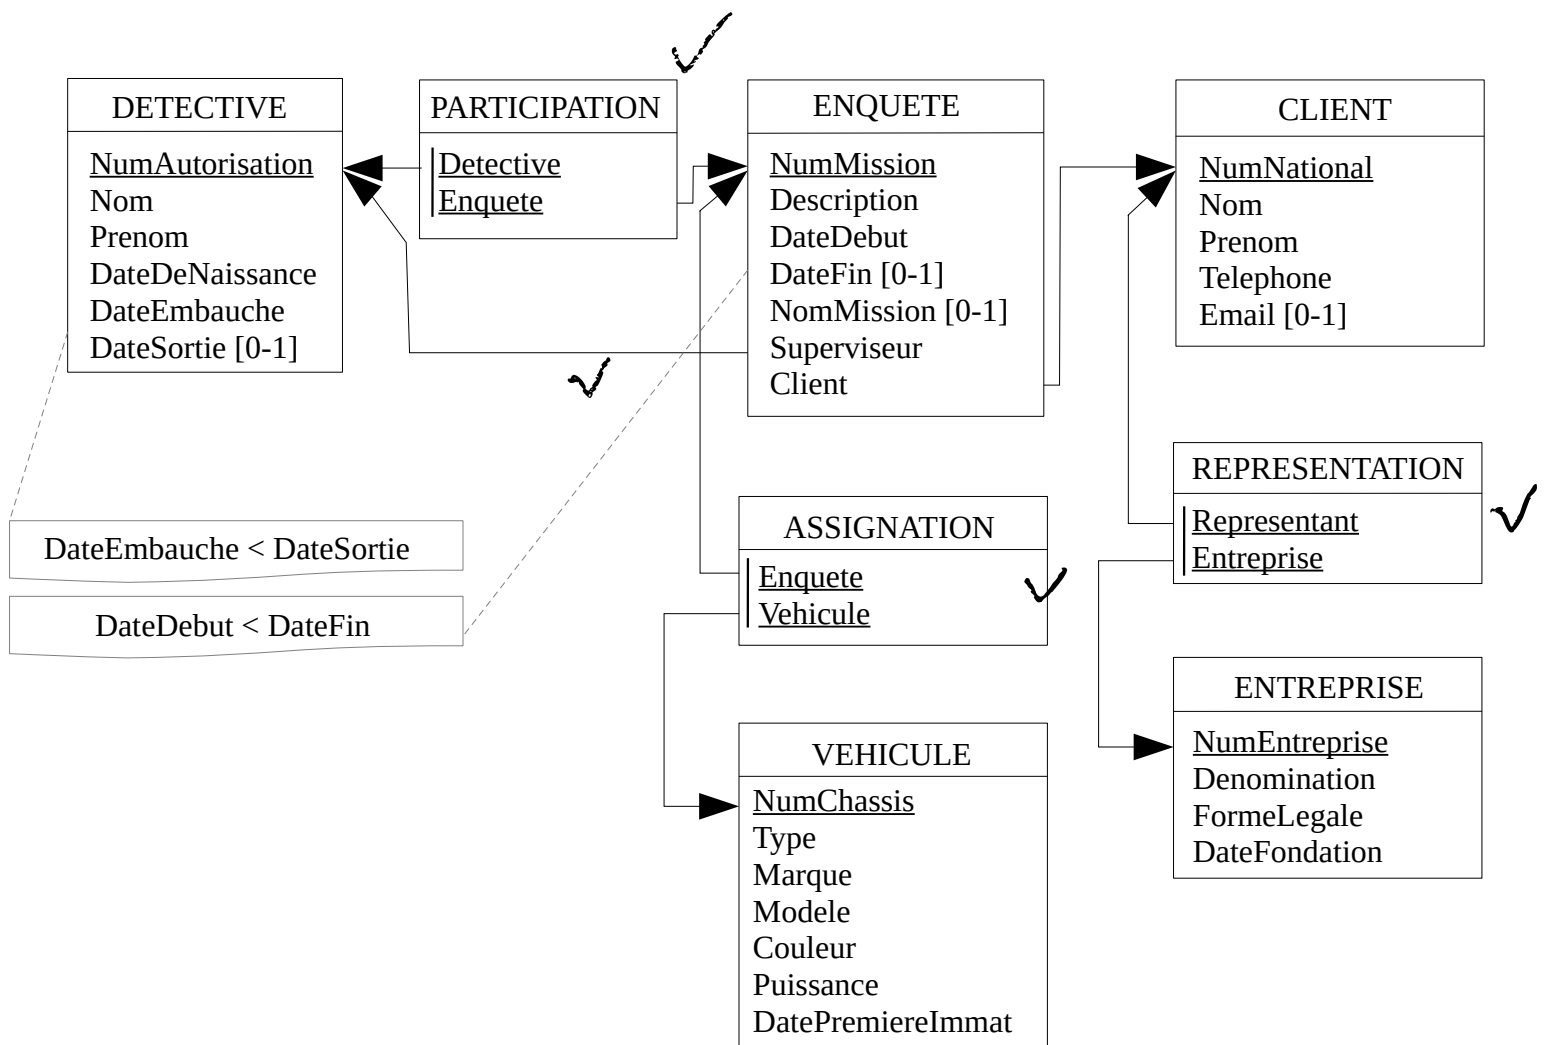 DETECTIVE
NumAutorisation
Nom
Prenom
DateDeNaissance
DateEmbauche
DateSortie [0-1]
PARTICIPATION
Detective
Enquete
ENQUETE
NumMission
Description
DateDebut
DateFin [0-1]
NomMission [0-1]
Superviseur
Client
CLIENT
NumNational
Nom
Prenom
Telephone
Email [0-1]
DateEmbauche < DateSortie
DateDebut < DateFin
ASSIGNATION
Enquete
Vehicule
REPRESENTATION
Representant
Entreprise
VEHICULE
NumChassis
Type
Marque
Modele
Couleur
Puissance
DatePremiereImmat
ENTREPRISE
NumEntreprise
Denomination
FormeLegale
DateFondation